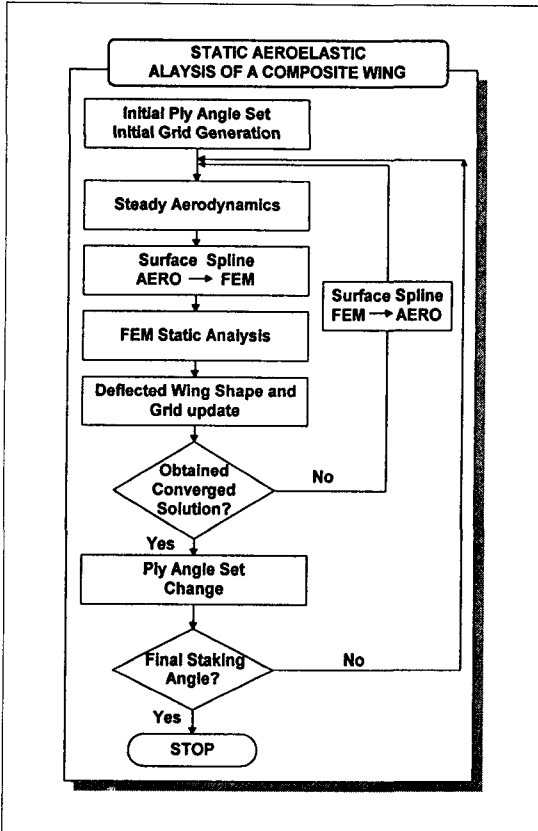 STATIC AEROELASTIC
ALAYSIS OF A COMPOSITE WING
Initial Ply Angle Set
Initial Grid Generation
Steady Aerodynamics
Surface Spline
AERO → FEM
Surface Spline
FEM → AERO
FEM Static Analysis
Deflected Wing Shape and
Grid update
Obtained
Converged
Solution?
No
Yes
Ply Angle Set
Change
Final Staking
Angle?
No
Yes
STOP